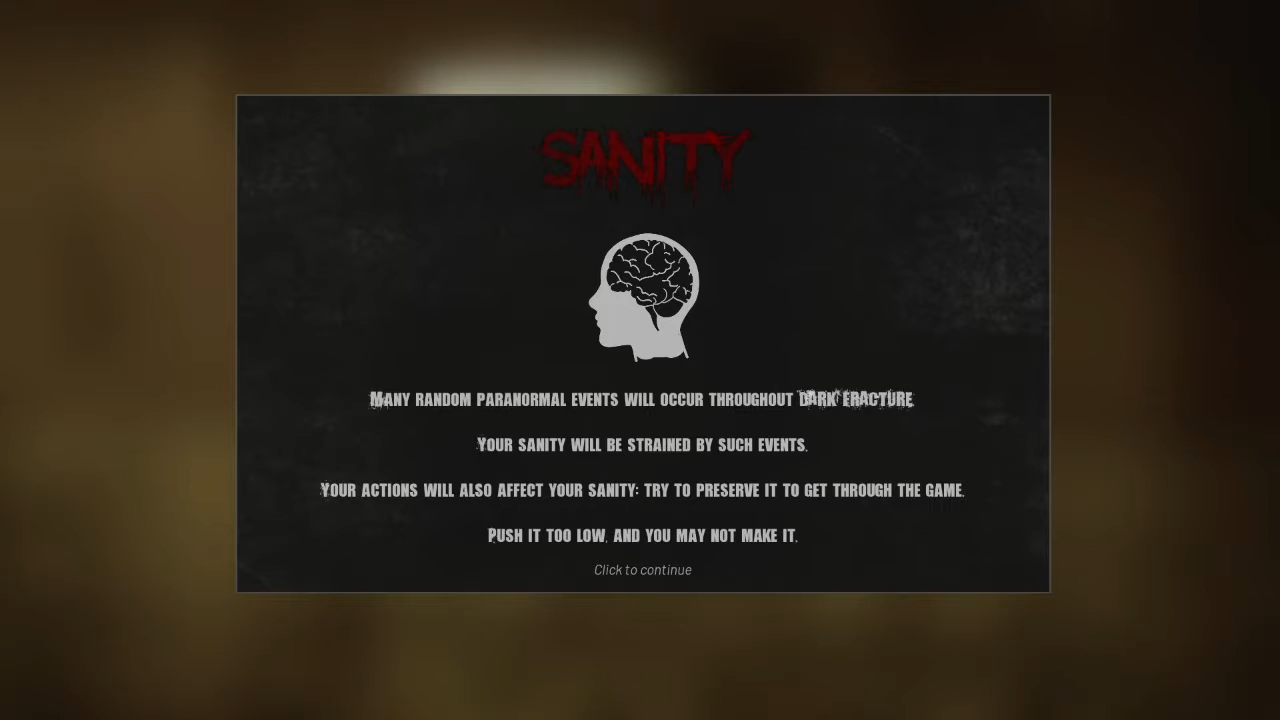 SANITY
MANY RANDOM PARANORMAL EVENTS WILL OCCUR THROUGHOUT DARK FRACTURE.
YOUR SANITY WILL BE STRAINED BY SUCH EVENTS.
YOUR ACTIONS WILL ALSO AFFECT YOUR SANITY: TRY TO PRESERVE IT TO GET THROUGH THE GAME.
PUSH IT TOO LOW, AND YOU MAY NOT MAKE IT.
Click to continue